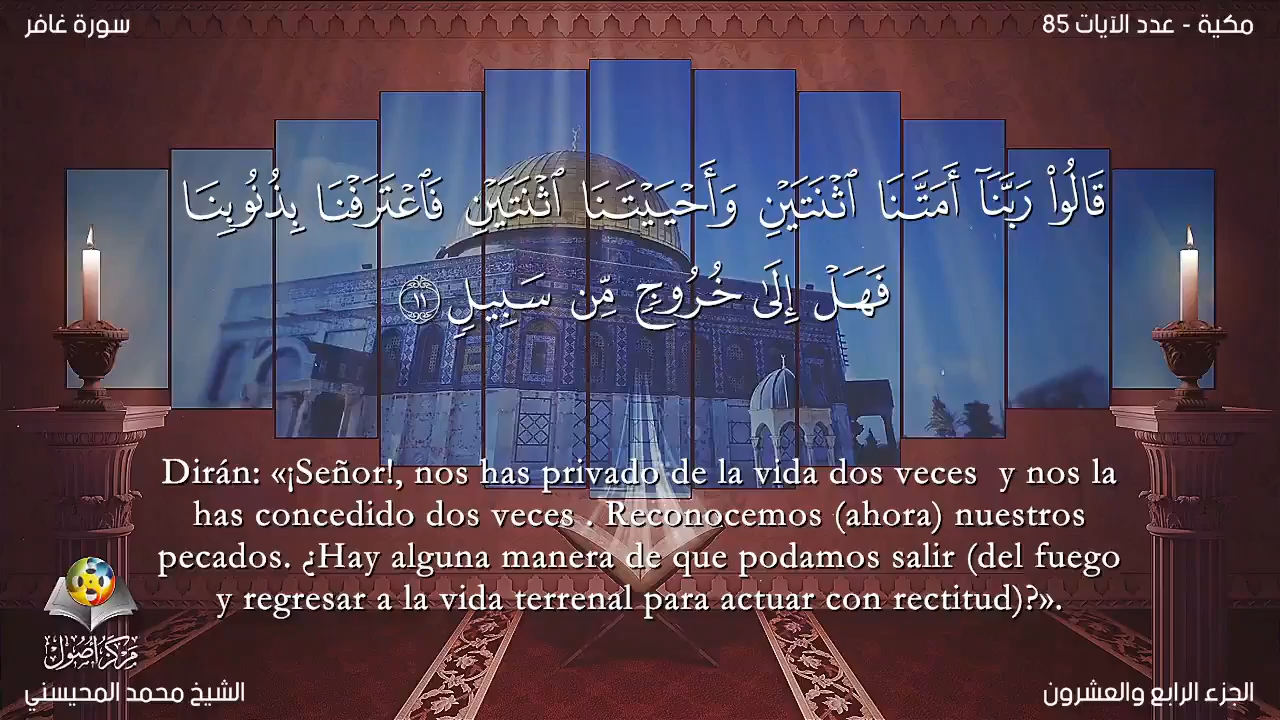 سورة غافر
مكية - عدد الآيات 85
قَالُوا۟ رَبَّنَآ أَمَتَّنَا ٱثْنَتَيْنِ وَأَحْيَيْتَنَا ٱثْنَتَيْنِ فَٱعْتَرَفْنَا بِذُنُوبِنَا
فَهَلْ إِلَىٰ خُرُوجٍ مِّن سَبِيلٍ ١١
Dirán: «¡Señor!, nos has privado de la vida dos veces y nos la
has concedido dos veces . Reconocemos (ahora) nuestros
pecados. ¿Hay alguna manera de que podamos salir (del fuego
y regresar a la vida terrenal para actuar con rectitud)?».
مركز أصول
الشيخ محمد المحيسني
الجزء الرابع والعشرون